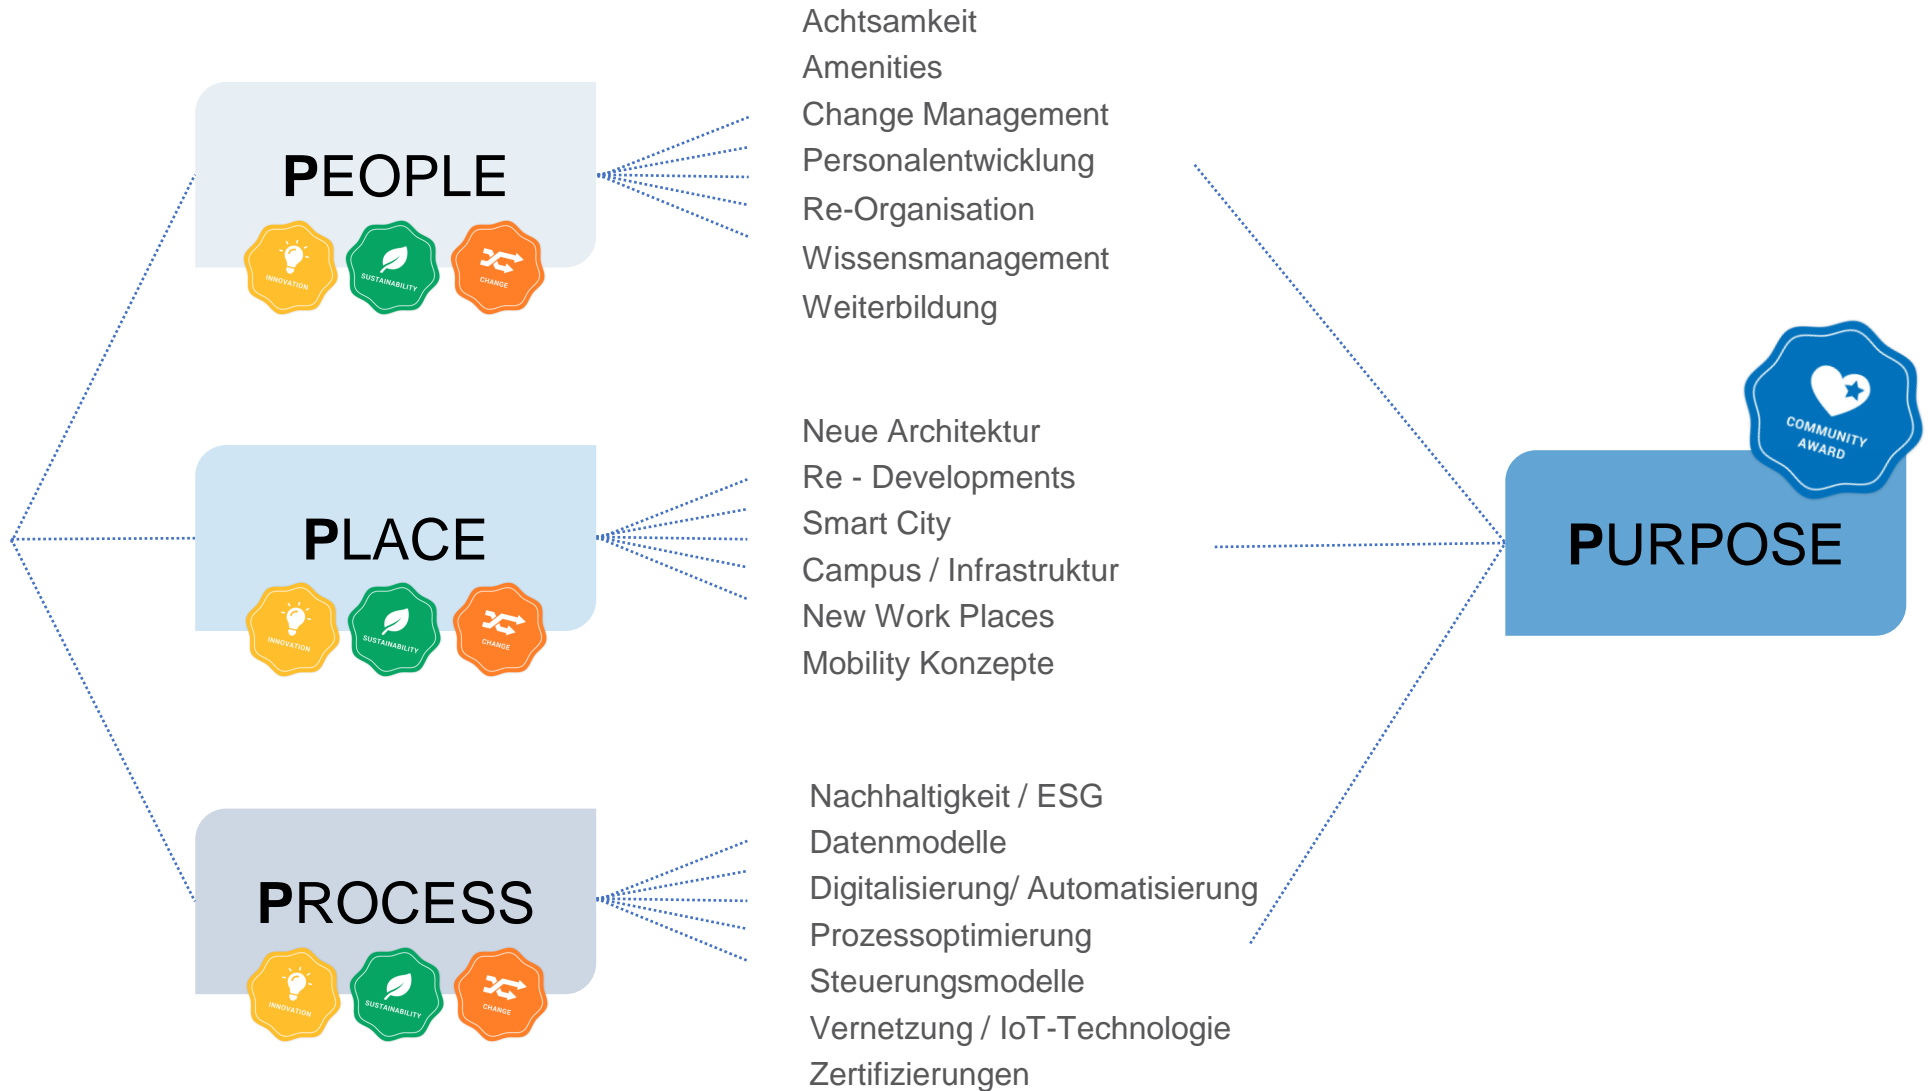 PEOPLE
INNOVATION
SUSTAINABILITY
CHANGE
Achtsamkeit
Amenities
Change Management
Personalentwicklung
Re-Organisation
Wissensmanagement
Weiterbildung
PLACE
INNOVATION
SUSTAINABILITY
CHANGE
Neue Architektur
Re - Developments
Smart City
Campus / Infrastruktur
New Work Places
Mobility Konzepte
PROCESS
INNOVATION
SUSTAINABILITY
CHANGE
Nachhaltigkeit / ESG
Datenmodelle
Digitalisierung/ Automatisierung
Prozessoptimierung
Steuerungsmodelle
Vernetzung / IoT-Technologie
Zertifizierungen
COMMUNITY
AWARD
PURPOSE